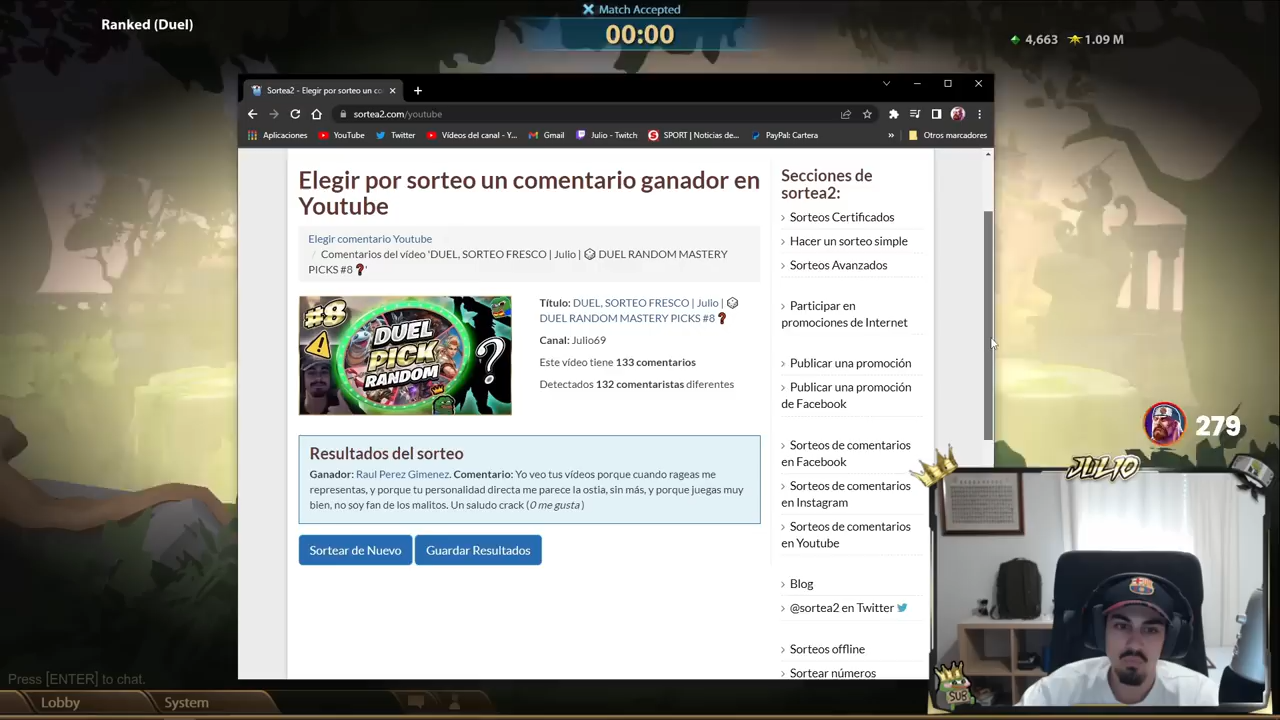 Ranked (Duel)
Match Accepted
00:00
4,663
1.09 M
Sortea2 - Elegir por sorteo un co
sortea2.com/youtube
Aplicaciones
YouTube
Twitter
Vídeos del canal - Y...
Gmail
Julio - Twitch
SPORT | Noticias de...
PayPal: Cartera
»
Otros marcadores
Elegir por sorteo un comentario ganador en
Youtube
Elegir comentario Youtube
/ Comentarios del vídeo 'DUEL, SORTEO FRESCO | Julio | 🎲 DUEL RANDOM MASTERY
PICKS #8 ❓'
#8
DUEL
PICK
RANDOM
Título: DUEL, SORTEO FRESCO | Julio | 🎲
DUEL RANDOM MASTERY PICKS #8 ❓
Canal: Julio69
Este vídeo tiene 133 comentarios
Detectados 132 comentaristas diferentes
Resultados del sorteo
Ganador: Raul Perez Gimenez. Comentario: Yo veo tus vídeos porque cuando rageas me
representas, y porque tu personalidad directa me parece la ostia, sin más, y porque juegas muy
bien, no soy fan de los malitos. Un saludo crack (0 me gusta )
Sortear de Nuevo
Guardar Resultados
Secciones de
sortea2:
Sorteos Certificados
Hacer un sorteo simple
Sorteos Avanzados
Participar en
promociones de Internet
Publicar una promoción
Publicar una promoción
de Facebook
Sorteos de comentarios
en Facebook
Sorteos de comentarios
en Instagram
Sorteos de comentarios
en Youtube
Blog
@sortea2 en Twitter
Sorteos offline
Sortear números
279
JULIO
SUB
Press [ENTER] to chat.
Lobby
System